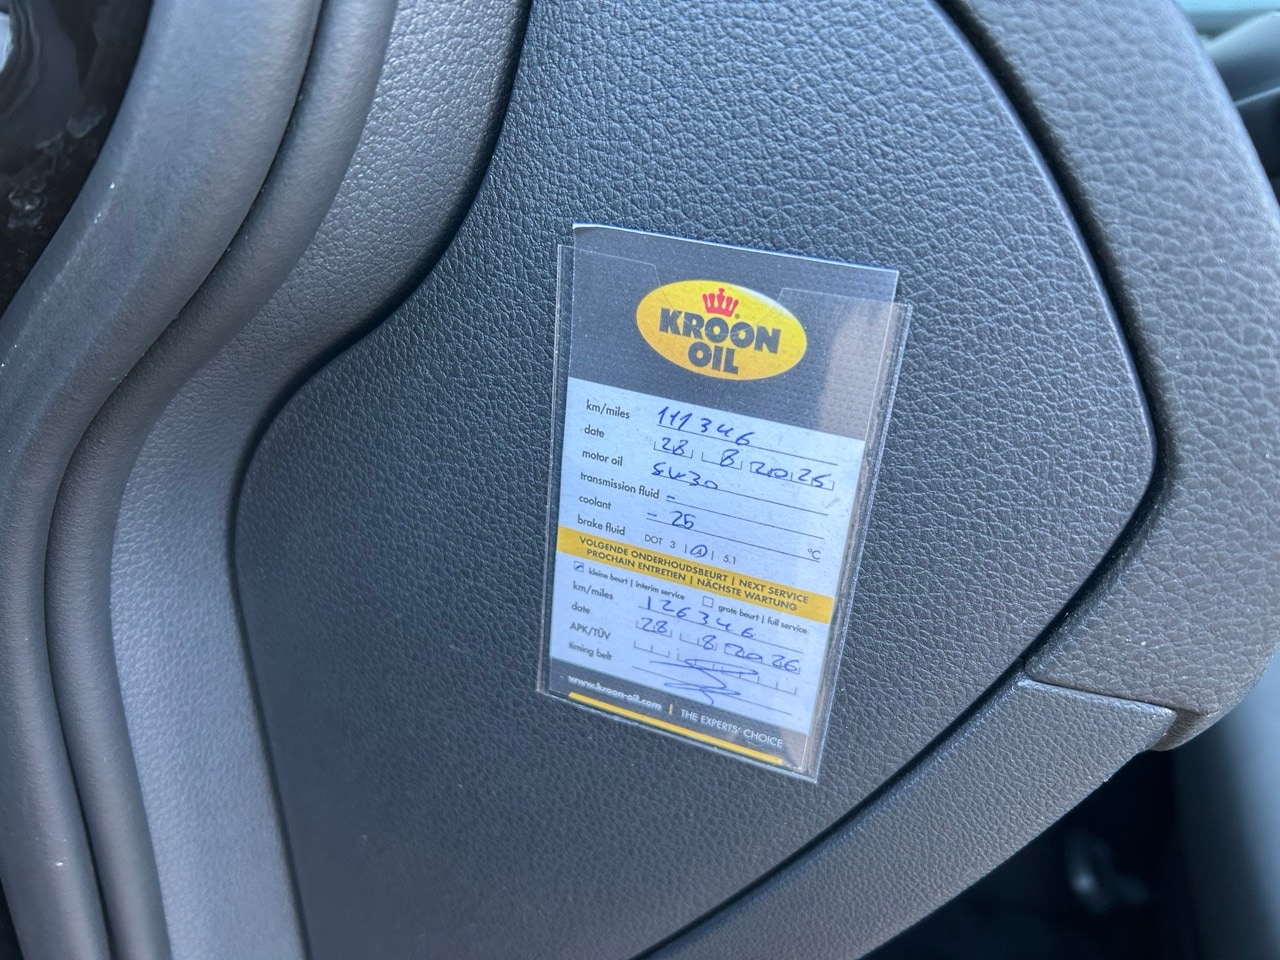 KROON
OIL
km/miles 111346
date 28 8 2025
motor oil 5W30
transmission fluid -
coolant - 25 °C
brake fluid DOT 3 | 4 | 5.1
VOLGENDE ONDERHOUDSBEURT | NEXT SERVICE
PROCHAIN ENTRETIEN | NÄCHSTE WARTUNG
kleine beurt | interim service grote beurt | full service
km/miles 126346
date 28 8 2026
APK/TÜV
timing belt
www.kroon-oil.com | THE EXPERTS' CHOICE